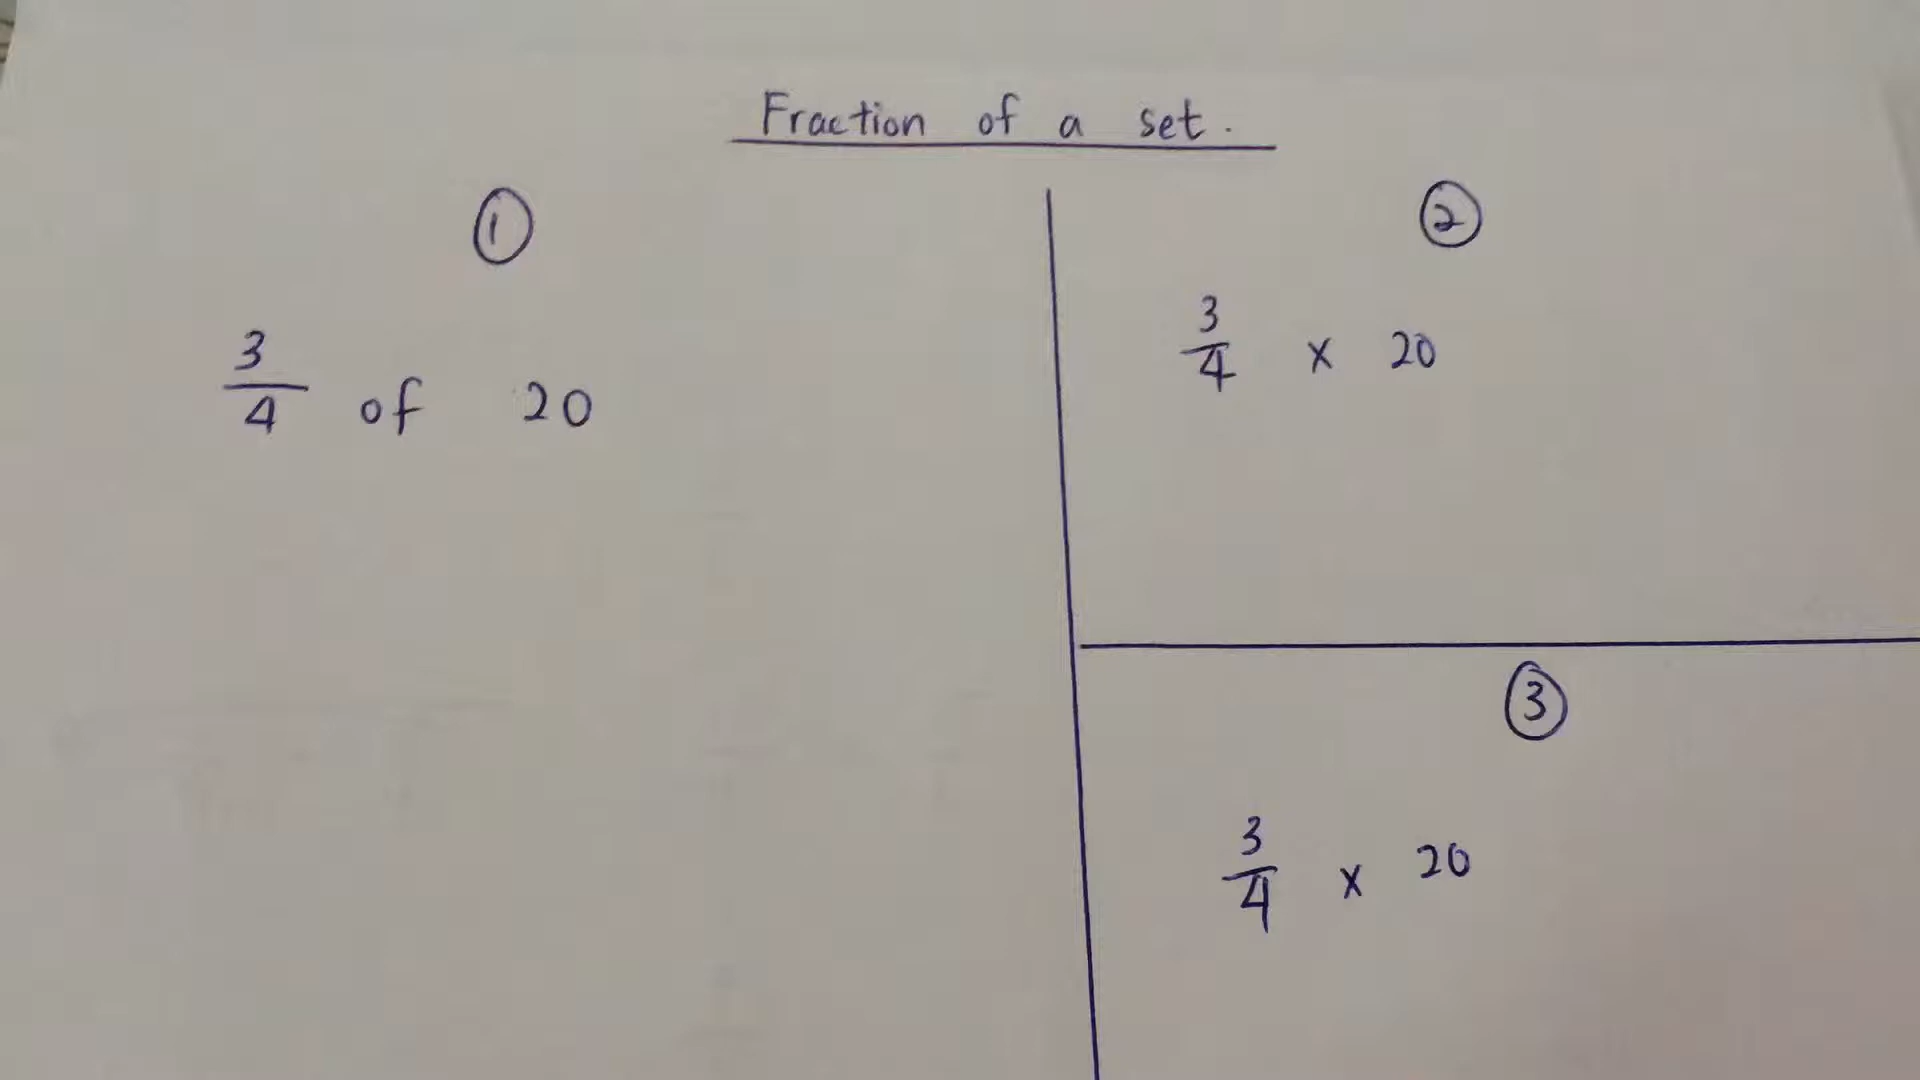 Fraction of a set.
①
3/4 of 20
②
3/4 x 20
③
3/4 x 20